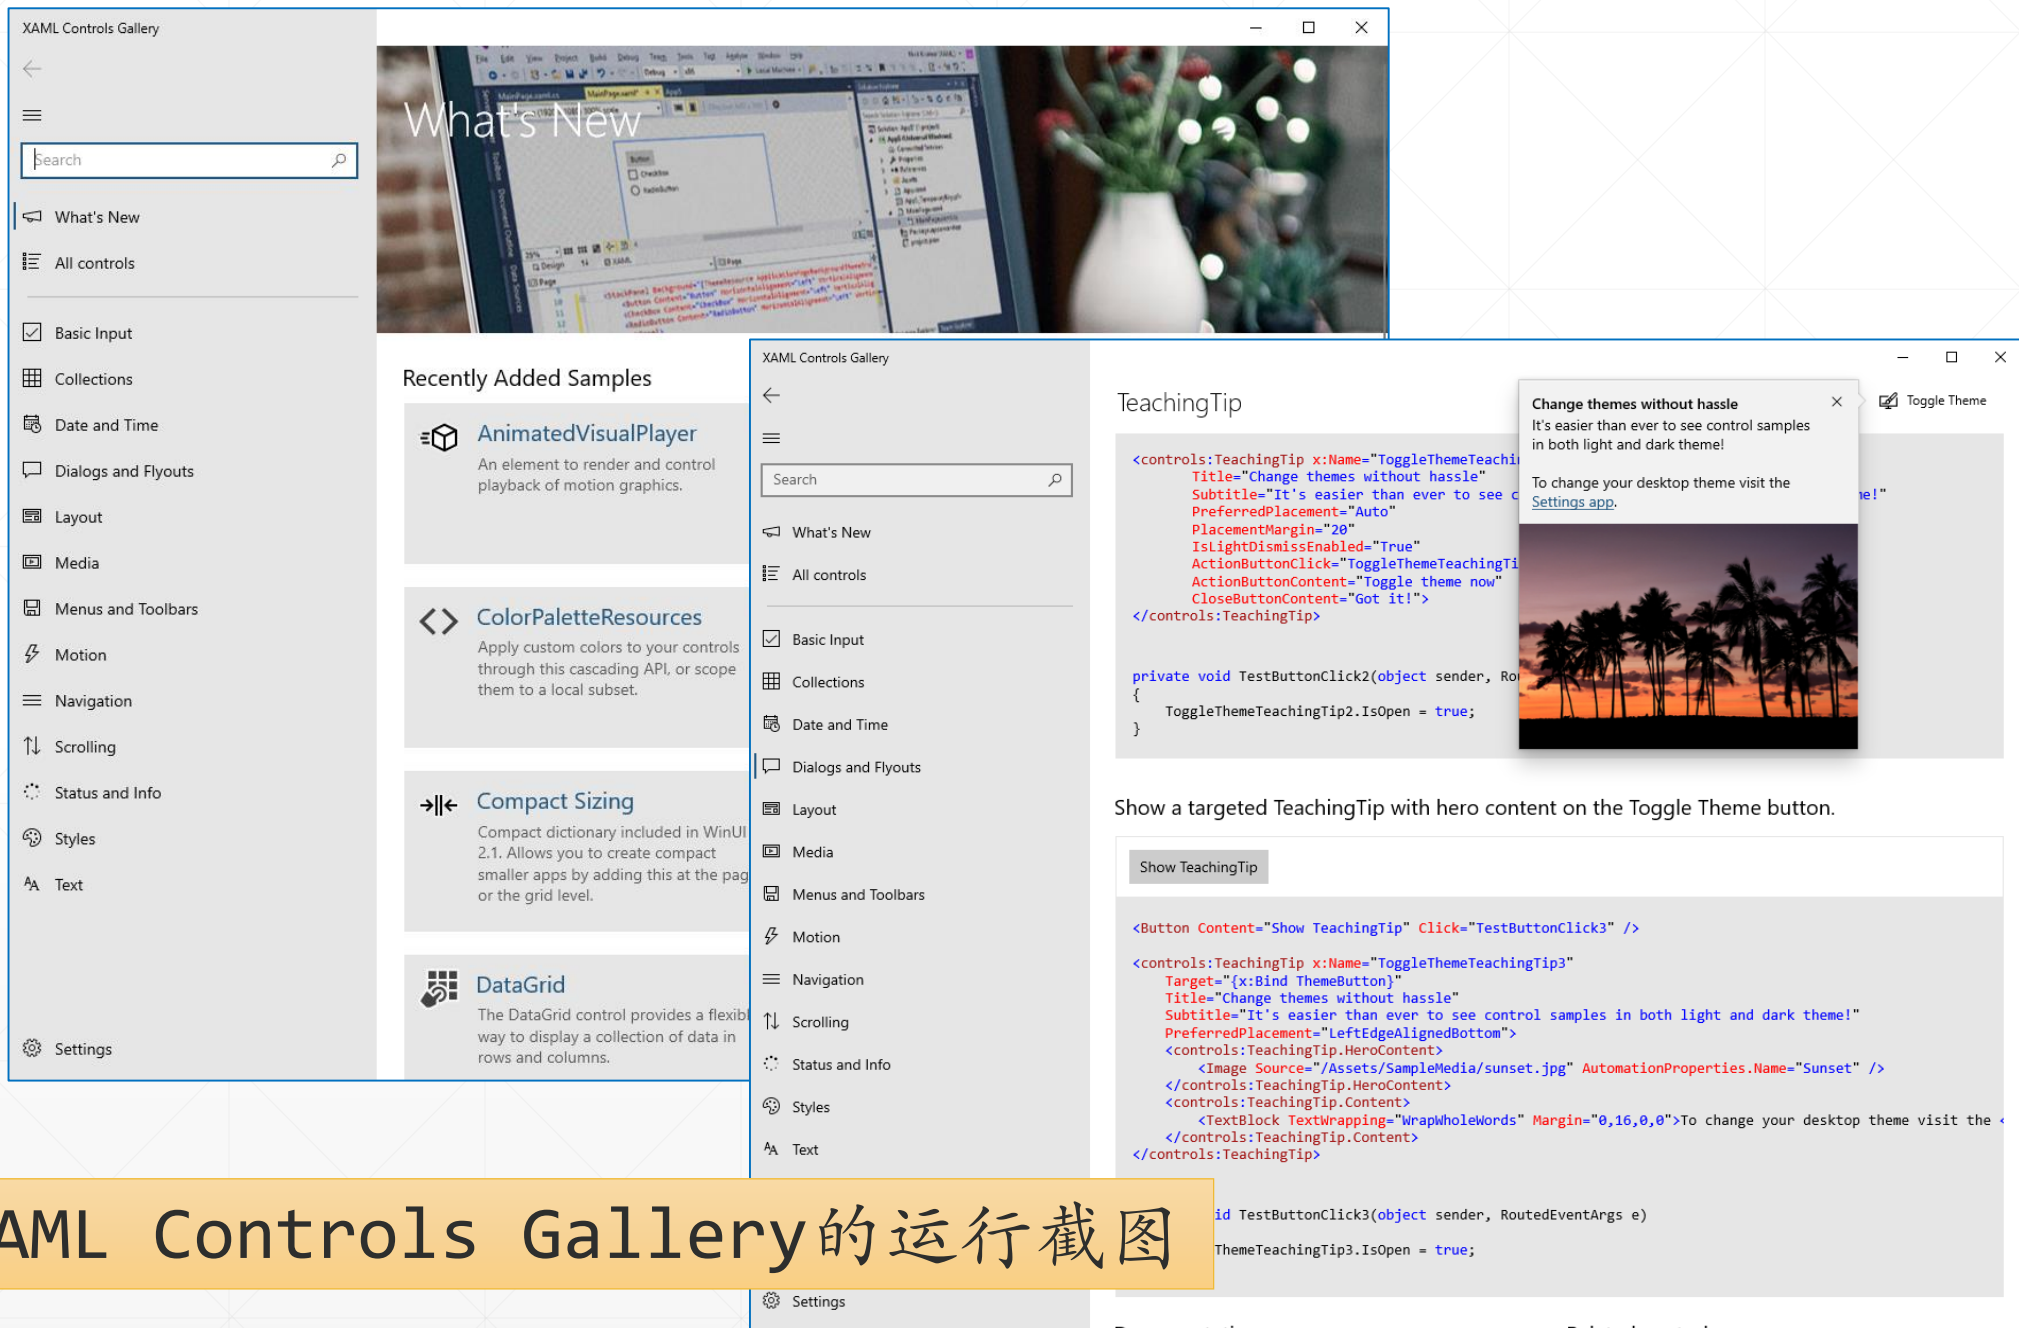 XAML Controls Gallery
Search
What's New
All controls
Basic Input
Collections
Date and Time
Dialogs and Flyouts
Layout
Media
Menus and Toolbars
Motion
Navigation
Scrolling
Status and Info
Styles
Text
Settings
What's New
Recently Added Samples
AnimatedVisualPlayer
An element to render and control
playback of motion graphics.
ColorPaletteResources
Apply custom colors to your controls
through this cascading API, or scope
them to a local subset.
Compact Sizing
Compact dictionary included in WinUI
2.1. Allows you to create compact
smaller apps by adding this at the pag
or the grid level.
DataGrid
The DataGrid control provides a flexibl
way to display a collection of data in
rows and columns.
XAML Controls Gallery
Search
What's New
All controls
Basic Input
Collections
Date and Time
Dialogs and Flyouts
Layout
Media
Menus and Toolbars
Motion
Navigation
Scrolling
Status and Info
Styles
Text
Settings
TeachingTip
Toggle Theme
Change themes without hassle
It's easier than ever to see control samples
in both light and dark theme!
To change your desktop theme visit the
Settings app.
<controls:TeachingTip x:Name="ToggleThemeTeachin
Title="Change themes without hassle"
Subtitle="It's easier than ever to see c
me!"
PreferredPlacement="Auto"
PlacementMargin="20"
IsLightDismissEnabled="True"
ActionButtonClick="ToggleThemeTeachingTi
ActionButtonContent="Toggle theme now"
CloseButtonContent="Got it!">
</controls:TeachingTip>
private void TestButtonClick2(object sender, Rou
{
ToggleThemeTeachingTip2.IsOpen = true;
}
Show a targeted TeachingTip with hero content on the Toggle Theme button.
Show TeachingTip
<Button Content="Show TeachingTip" Click="TestButtonClick3" />
<controls:TeachingTip x:Name="ToggleThemeTeachingTip3"
Target="{x:Bind ThemeButton}"
Title="Change themes without hassle"
Subtitle="It's easier than ever to see control samples in both light and dark theme!"
PreferredPlacement="LeftEdgeAlignedBottom">
<controls:TeachingTip.HeroContent>
<Image Source="/Assets/SampleMedia/sunset.jpg" AutomationProperties.Name="Sunset" />
</controls:TeachingTip.HeroContent>
<controls:TeachingTip.Content>
<TextBlock TextWrapping="WrapWholeWords" Margin="0,16,0,0">To change your desktop theme visit the <
</controls:TeachingTip.Content>
</controls:TeachingTip>
id TestButtonClick3(object sender, RoutedEventArgs e)
ThemeTeachingTip3.IsOpen = true;
AML Controls Gallery的运行截图